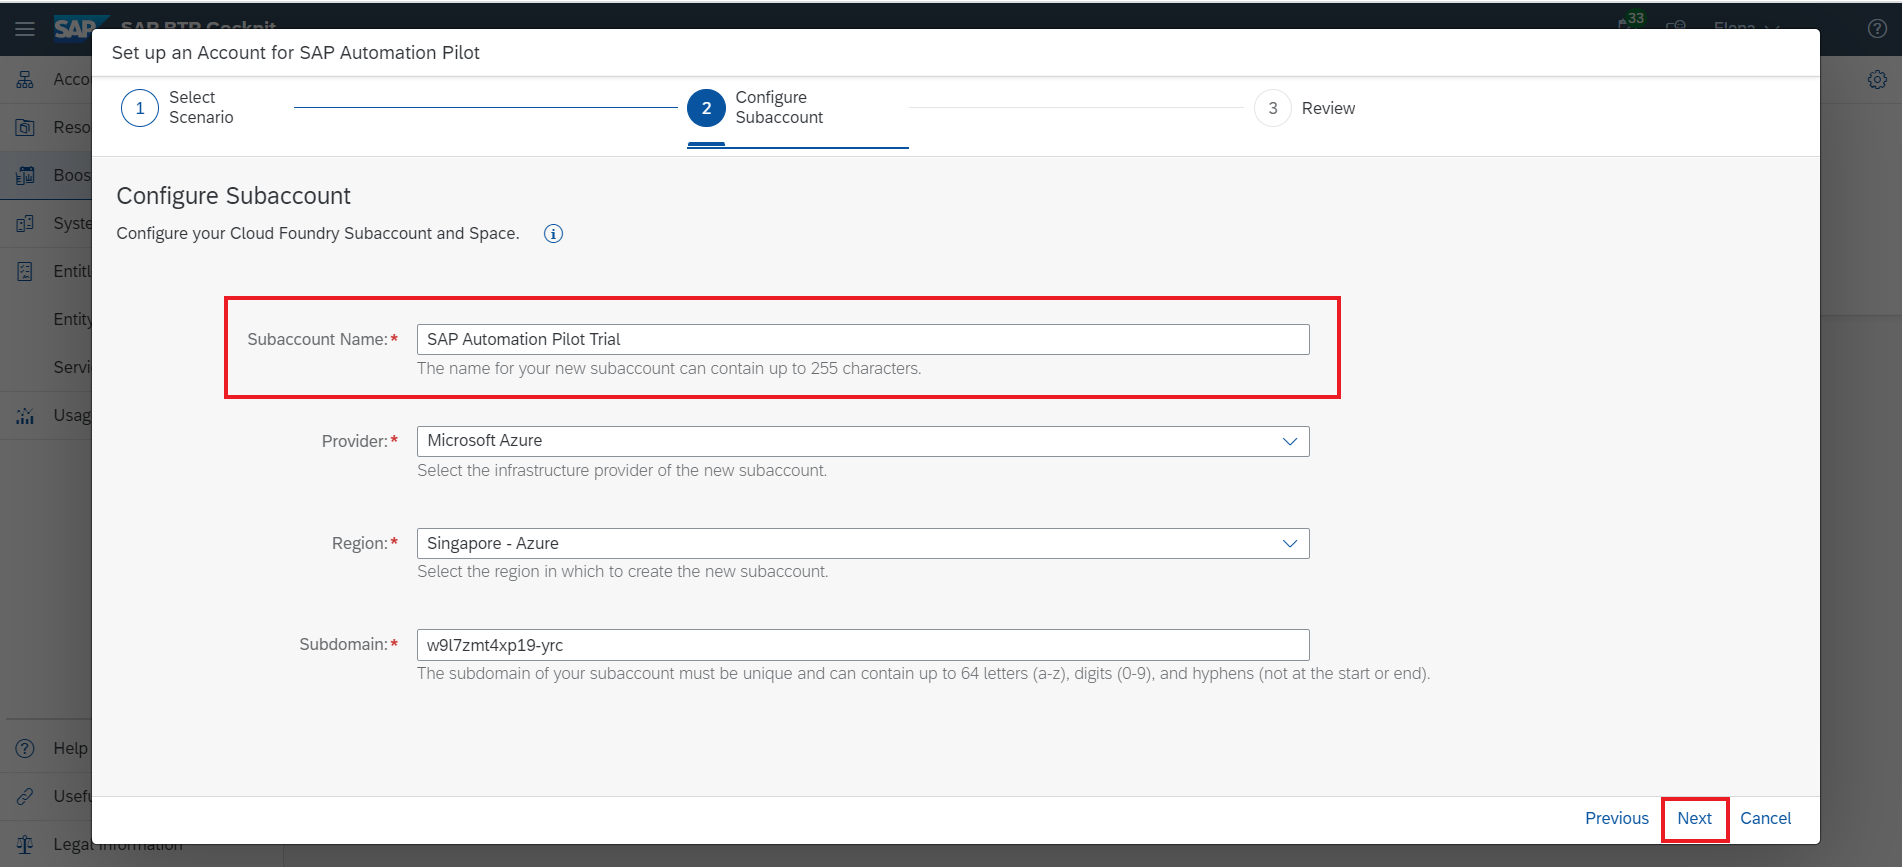 SAP SAP BTP Cockpit
33
Elena
Set up an Account for SAP Automation Pilot
1 Select Scenario
2 Configure Subaccount
3 Review
Acco
Reso
Boos
Syste
Entitl
Entity
Servi
Usag
Configure Subaccount
Configure your Cloud Foundry Subaccount and Space.
Subaccount Name:* SAP Automation Pilot Trial
The name for your new subaccount can contain up to 255 characters.
Provider:* Microsoft Azure
Select the infrastructure provider of the new subaccount.
Region:* Singapore - Azure
Select the region in which to create the new subaccount.
Subdomain:* w9l7zmt4xp19-yrc
The subdomain of your subaccount must be unique and can contain up to 64 letters (a-z), digits (0-9), and hyphens (not at the start or end).
Help
Usefu
Legal Information
Previous Next Cancel